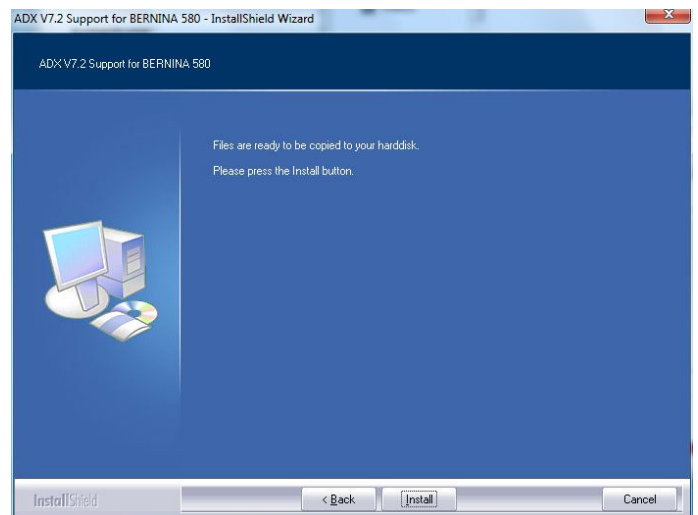 ADX V7.2 Support for BERNINA 580 - InstallShield Wizard
ADX V7.2 Support for BERNINA 580
Files are ready to be copied to your harddisk.
Please press the Install button.
InstallShield
< Back
Install
Cancel